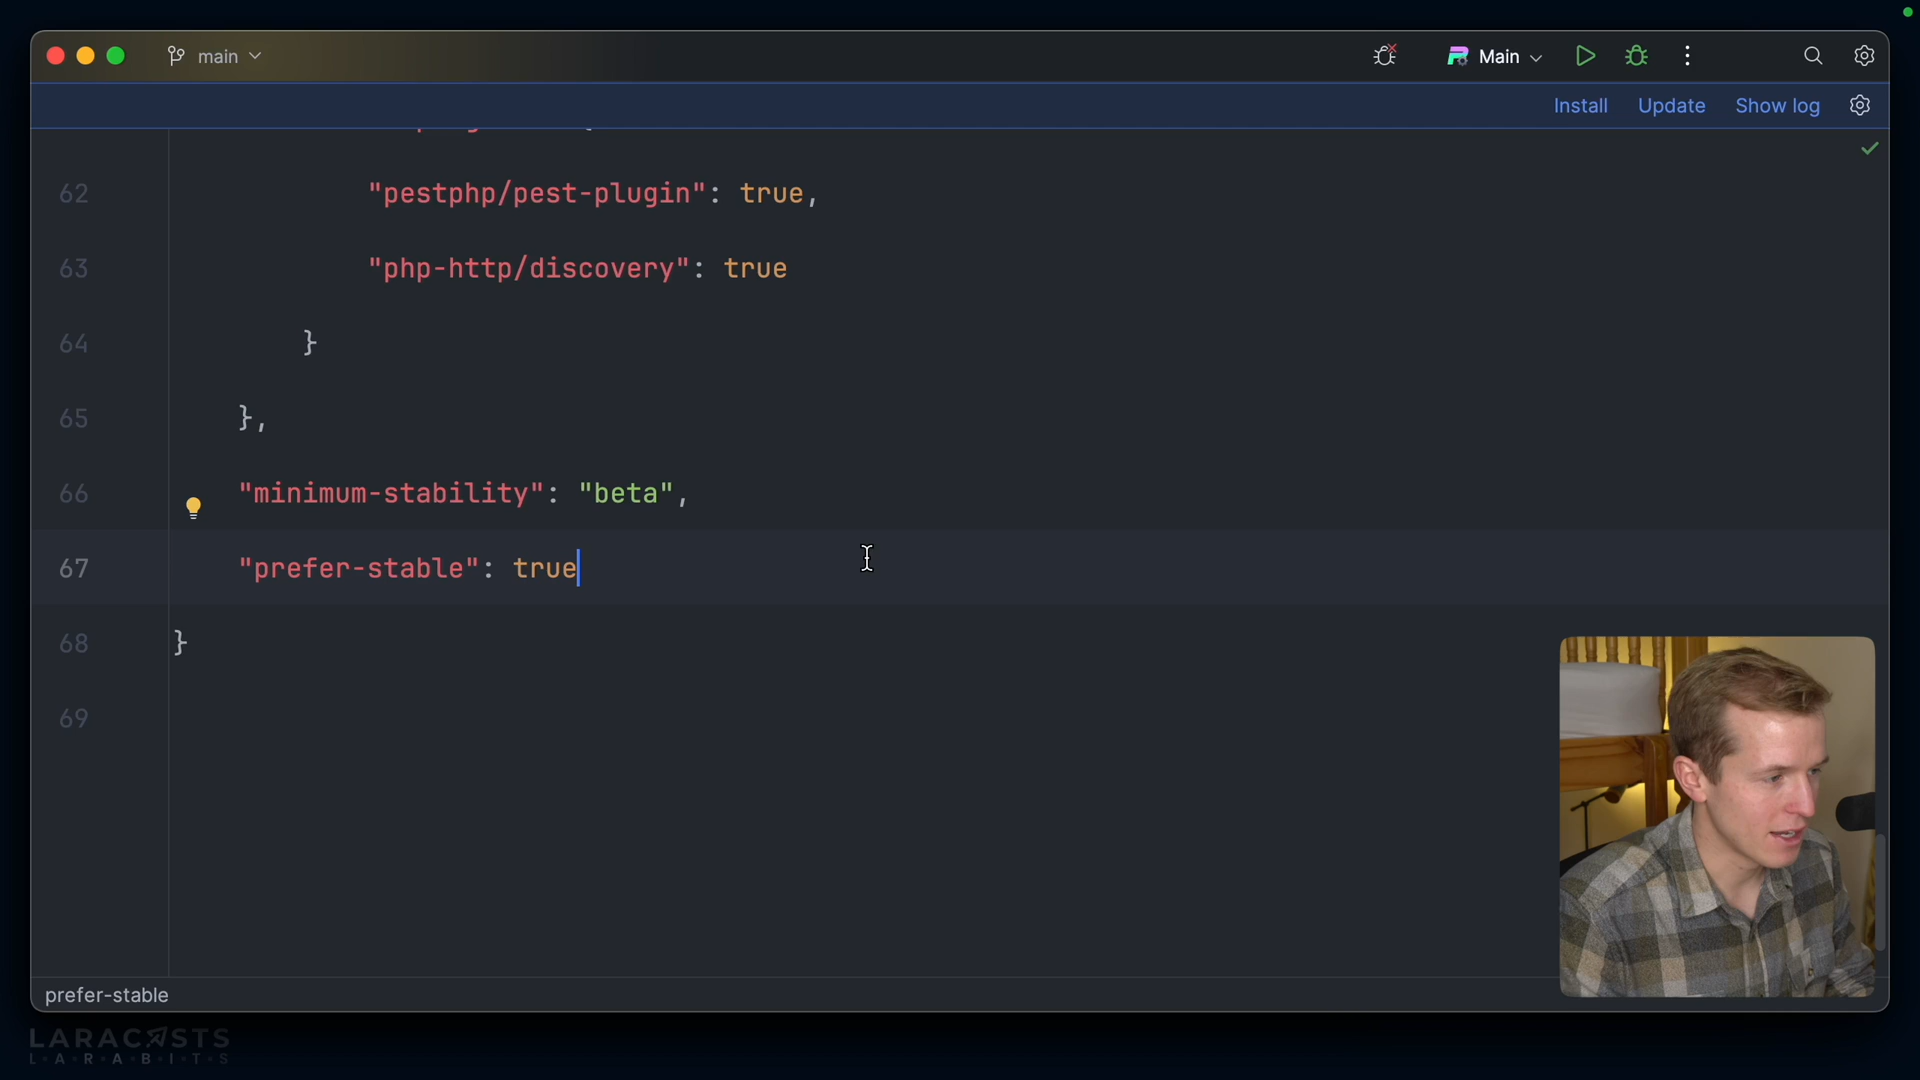 main
Main
Install Update Show log
62 "pestphp/pest-plugin": true,
63 "php-http/discovery": true
64 }
65 },
66 "minimum-stability": "beta",
67 "prefer-stable": true
68 }
69
prefer-stable
LARACASTS
L·A·R·A·B·I·T·S